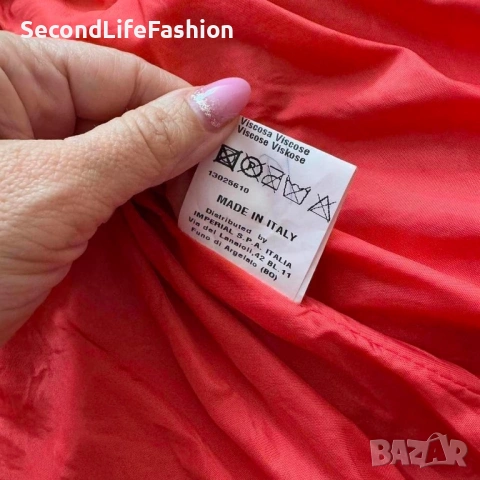 SecondLifeFashion
Viscosa Viscose
Viscose Viskose
13029610
MADE IN ITALY
Distributed by
IMPERIAL S.P.A. ITALIA
Via dei Lanaioli,42 BL.11
Funo di Argelato (BO)
BAZAR